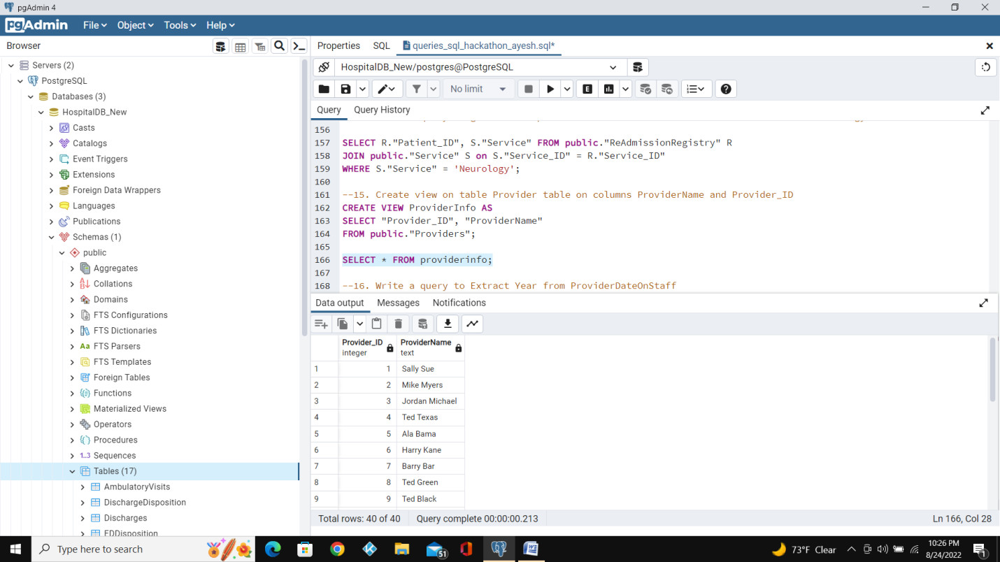 pgAdmin 4
pgAdmin
File
Object
Tools
Help
Browser
Properties
SQL
queries_sql_hackathon_ayesh.sql*
Servers (2)
PostgreSQL
Databases (3)
HospitalDB_New
Casts
Catalogs
Event Triggers
Extensions
Foreign Data Wrappers
Languages
Publications
Schemas (1)
public
Aggregates
Collations
Domains
FTS Configurations
FTS Dictionaries
Aa FTS Parsers
FTS Templates
Foreign Tables
Functions
Materialized Views
Operators
Procedures
1..3 Sequences
Tables (17)
AmbulatoryVisits
DischargeDisposition
Discharges
EDDisposition
HospitalDB_New/postgres@PostgreSQL
No limit
E
Query
Query History
156
157 SELECT R."Patient_ID", S."Service" FROM public."ReAdmissionRegistry" R
158 JOIN public."Service" S on S."Service_ID" = R."Service_ID"
159 WHERE S."Service" = 'Neurology';
160
161 --15. Create view on table Provider table on columns ProviderName and Provider_ID
162 CREATE VIEW ProviderInfo AS
163 SELECT "Provider_ID", "ProviderName"
164 FROM public."Providers";
165
166 SELECT * FROM providerinfo;
167
168 --16. Write a query to Extract Year from ProviderDateOnStaff
Data output
Messages
Notifications
Provider_ID ProviderName
integer text
1 1 Sally Sue
2 2 Mike Myers
3 3 Jordan Michael
4 4 Ted Texas
5 5 Ala Bama
6 6 Harry Kane
7 7 Barry Bar
8 8 Ted Green
9 9 Ted Black
Total rows: 40 of 40
Query complete 00:00:00.213
Ln 166, Col 28
Type here to search
51
73°F Clear
10:26 PM
8/24/2022
1